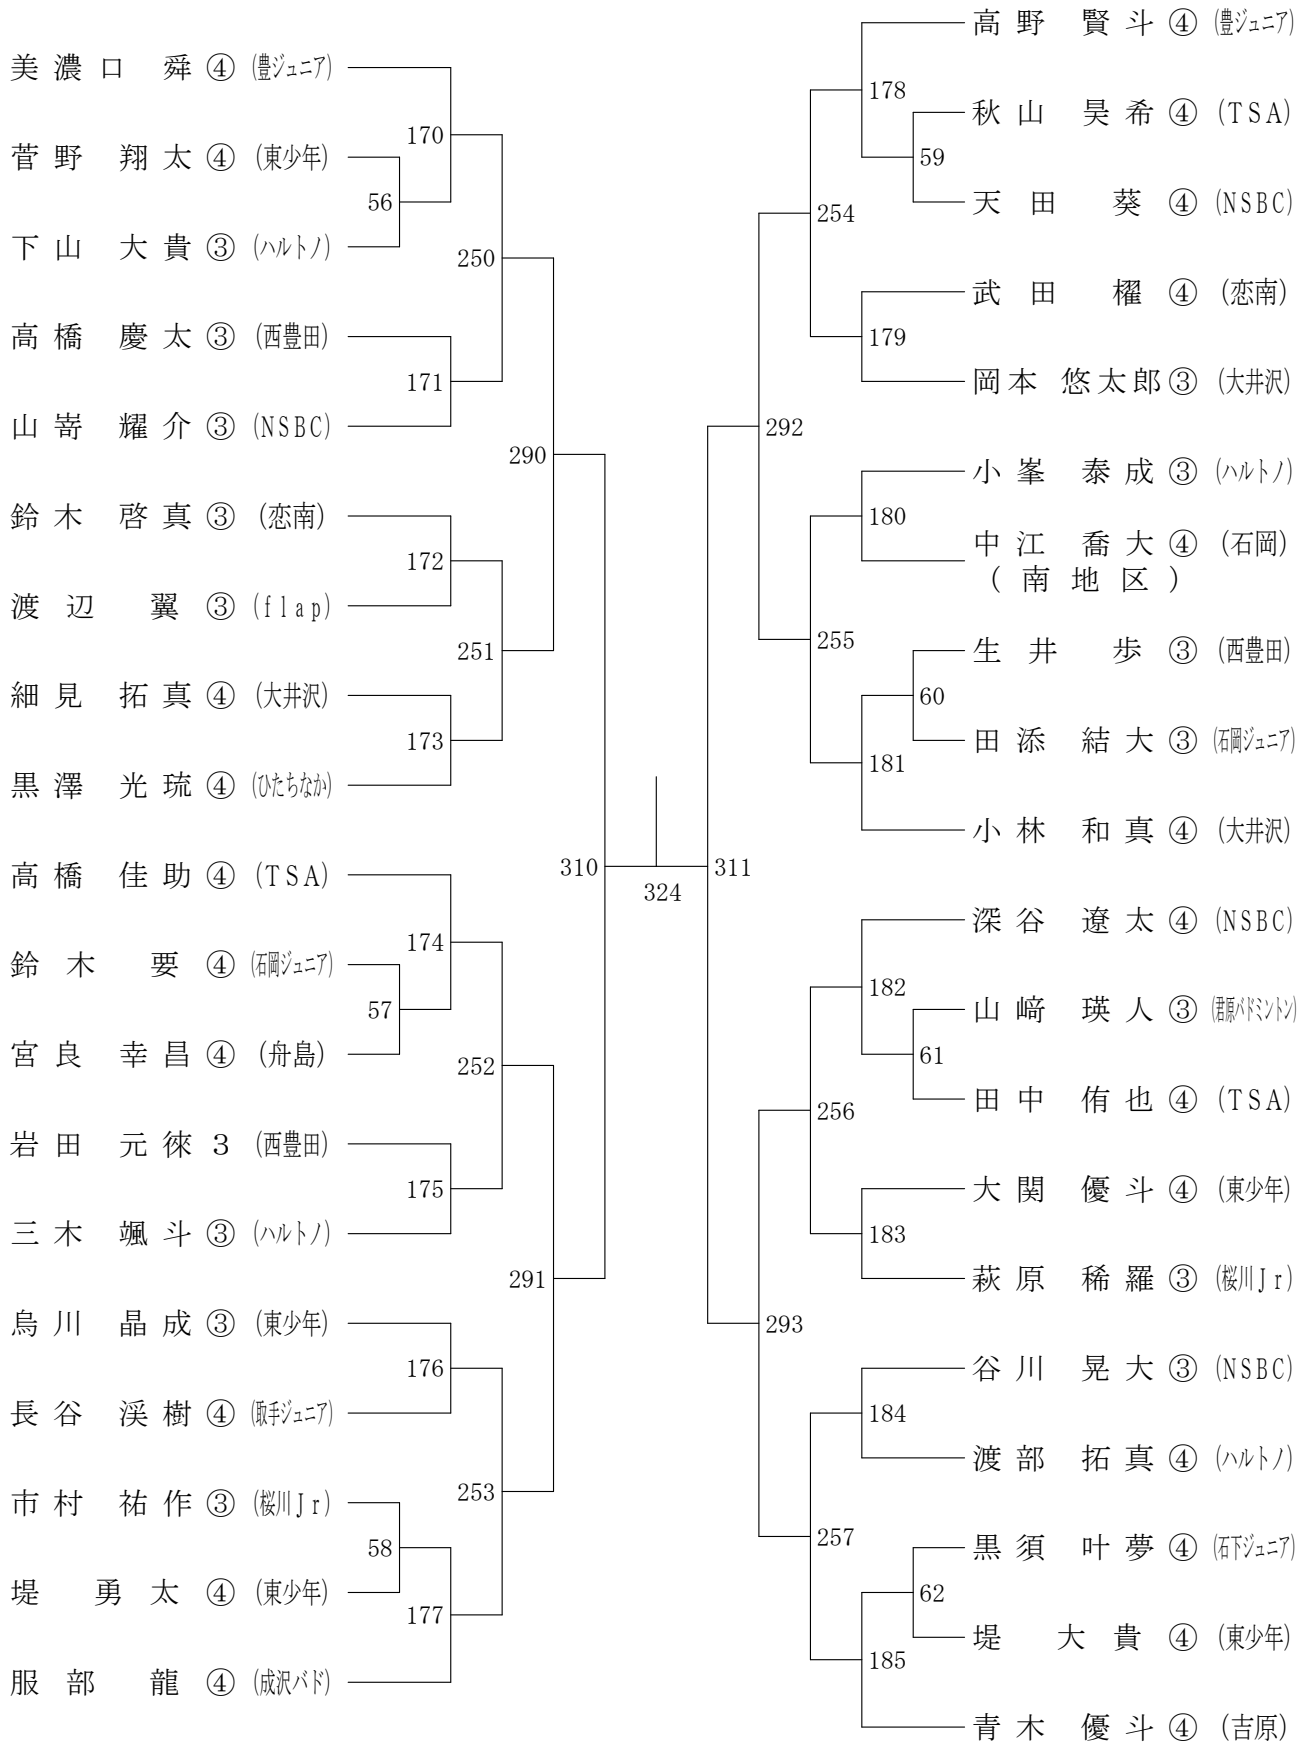 美濃口 舜 ④ (豊ジュニア)
菅野 翔太 ④ (東少年)
下山 大貴 ③ (ハルトノ)
高橋 慶太 ③ (西豊田)
山嵜 耀介 ③ (NSBC)
鈴木 啓真 ③ (恋南)
渡辺 翼 ③ (flap)
細見 拓真 ④ (大井沢)
黒澤 光琉 ④ (ひたちなか)
高橋 佳助 ④ (TSA)
鈴木 要 ④ (石岡ジュニア)
宮良 幸昌 ④ (舟島)
岩田 元徠 3 (西豊田)
三木 颯斗 ③ (ハルトノ)
烏川 晶成 ③ (東少年)
長谷 渓樹 ④ (取手ジュニア)
市村 祐作 ③ (桜川Jr)
堤 勇太 ④ (東少年)
服部 龍 ④ (成沢バド)
56
57
58
170
171
172
173
174
175
176
177
250
251
252
253
290
291
310
324
311
292
293
254
255
256
257
178
179
180
181
182
183
184
185
59
60
61
62
高野 賢斗 ④ (豊ジュニア)
秋山 昊希 ④ (TSA)
天田 葵 ④ (NSBC)
武田 櫂 ④ (恋南)
岡本 悠太郎 ③ (大井沢)
小峯 泰成 ③ (ハルトノ)
中江 喬大 ④ (石岡)
(南地区)
生井 歩 ③ (西豊田)
田添 結大 ③ (石岡ジュニア)
小林 和真 ④ (大井沢)
深谷 遼太 ④ (NSBC)
山﨑 瑛人 ③ (君原バドミントン)
田中 侑也 ④ (TSA)
大関 優斗 ④ (東少年)
萩原 稀羅 ③ (桜川Jr)
谷川 晃大 ③ (NSBC)
渡部 拓真 ④ (ハルトノ)
黒須 叶夢 ④ (石下ジュニア)
堤 大貴 ④ (東少年)
青木 優斗 ④ (吉原)